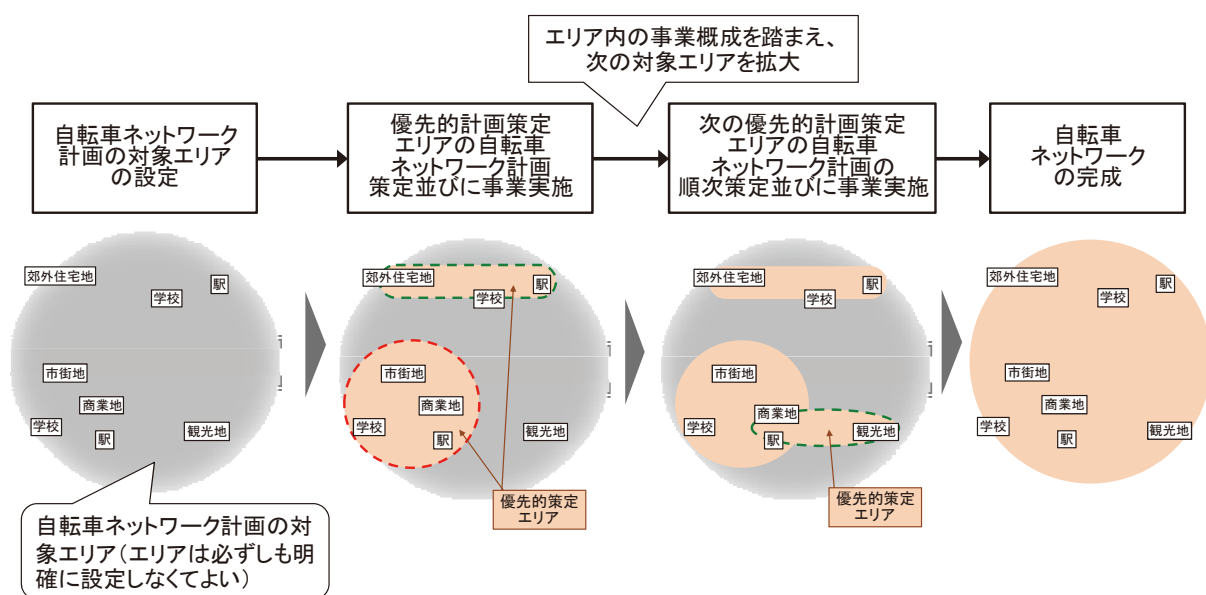 エリア内の事業概成を踏まえ、
次の対象エリアを拡大
自転車ネットワーク
計画の対象エリア
の設定
優先的計画策定
エリアの自転車
ネットワーク計画
策定並びに事業実施
次の優先的計画策定
エリアの自転車
ネットワーク計画の
順次策定並びに事業実施
自転車
ネットワーク
の完成
郊外住宅地
駅
学校
市街地
商業地
学校
駅
観光地
郊外住宅地
駅
学校
市街地
商業地
学校
駅
観光地
優先的策定
エリア
郊外住宅地
駅
学校
市街地
商業地
学校
駅
観光地
優先的策定
エリア
郊外住宅地
駅
学校
市街地
商業地
学校
駅
観光地
自転車ネットワーク計画の対
象エリア(エリアは必ずしも明
確に設定しなくてよい)